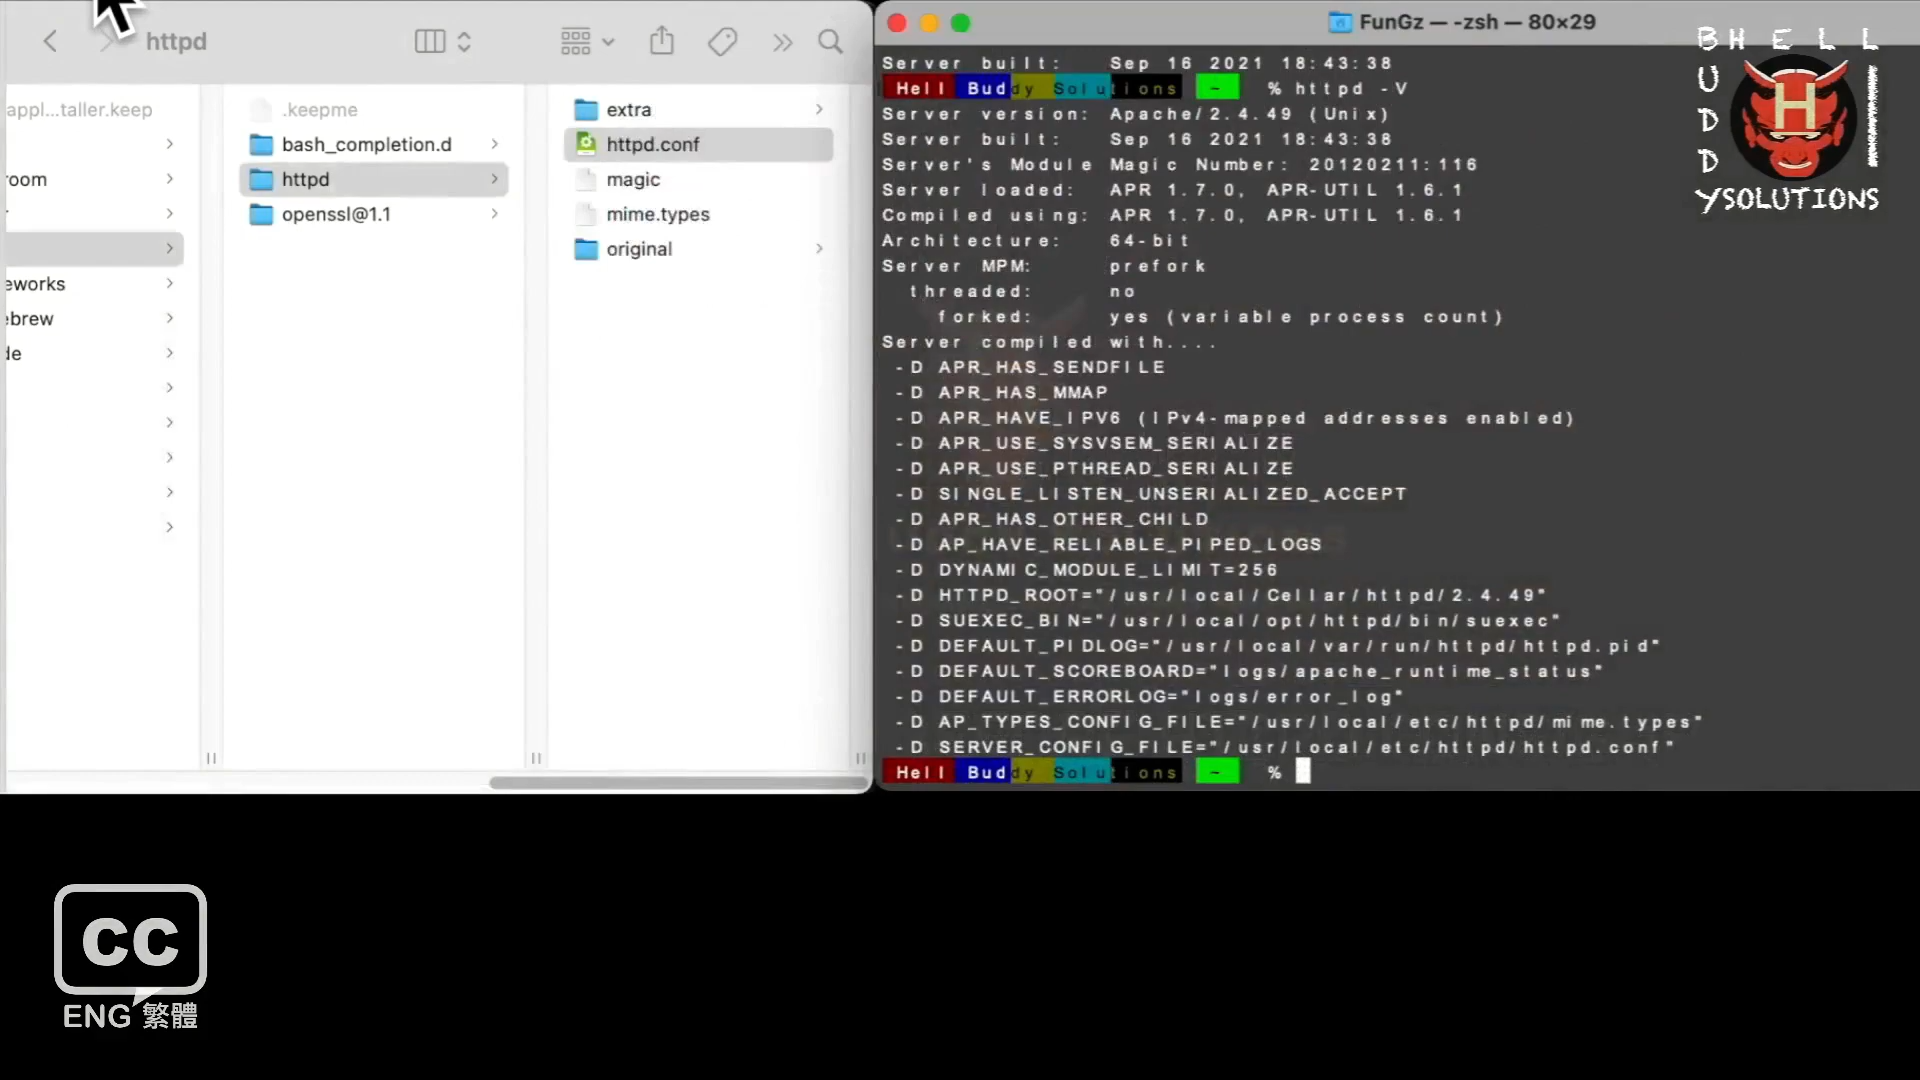 httpd
appl...taller.keep
room
eworks
ebrew
de
.keepme
bash_completion.d
httpd
openssl@1.1
extra
httpd.conf
magic
mime.types
original
FunGz — -zsh — 80×29
Server built: Sep 16 2021 18:43:38
Hell Buddy Solutions ~ % httpd -V
Server version: Apache/2.4.49 (Unix)
Server built: Sep 16 2021 18:43:38
Server's Module Magic Number: 20120211:116
Server loaded: APR 1.7.0, APR-UTIL 1.6.1
Compiled using: APR 1.7.0, APR-UTIL 1.6.1
Architecture: 64-bit
Server MPM: prefork
threaded: no
forked: yes (variable process count)
Server compiled with....
-D APR_HAS_SENDFILE
-D APR_HAS_MMAP
-D APR_HAVE_IPV6 (IPv4-mapped addresses enabled)
-D APR_USE_SYSVSEM_SERIALIZE
-D APR_USE_PTHREAD_SERIALIZE
-D SINGLE_LISTEN_UNSERIALIZED_ACCEPT
-D APR_HAS_OTHER_CHILD
-D AP_HAVE_RELIABLE_PIPED_LOGS
-D DYNAMIC_MODULE_LIMIT=256
-D HTTPD_ROOT="/usr/local/Cellar/httpd/2.4.49"
-D SUEXEC_BIN="/usr/local/opt/httpd/bin/suexec"
-D DEFAULT_PIDLOG="/usr/local/var/run/httpd/httpd.pid"
-D DEFAULT_SCOREBOARD="logs/apache_runtime_status"
-D DEFAULT_ERRORLOG="logs/error_log"
-D AP_TYPES_CONFIG_FILE="/usr/local/etc/httpd/mime.types"
-D SERVER_CONFIG_FILE="/usr/local/etc/httpd/httpd.conf"
Hell Buddy Solutions ~ %
HELL
BUDDYSOLUTIONS
H
CC
ENG 繁體